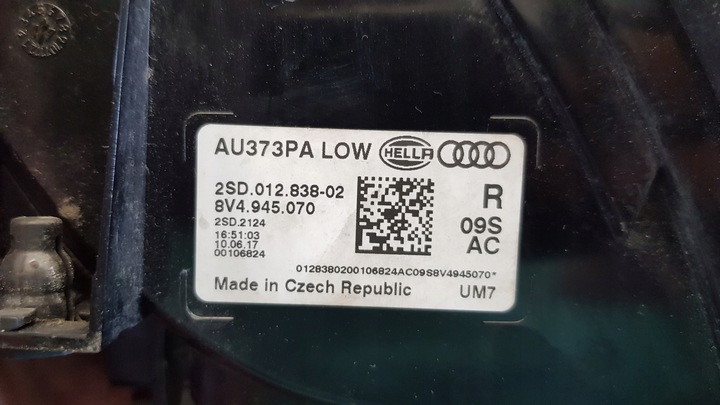 AU373PA LOW HELLA
2SD.012.838-02
8V4.945.070
2SD.2124
16:51:03
10.06.17
00106824
R
09S
AC
0128380200106824AC09S8V4945070*
Made in Czech Republic UM7